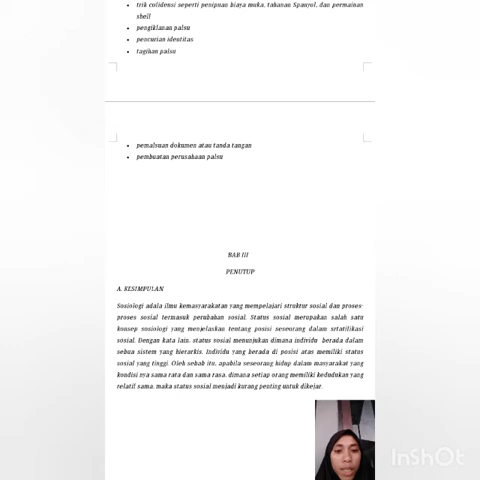 • trik cofidensi seperti penipuan biaya muka, tahanan Spanyol, dan permainan
shell
• pengiklanan palsu
• pencurian identitas
• tagihan palsu
• pemalsuan dokumen atau tanda tangan
• pembuatan perusahaan palsu
BAB III
PENUTUP
A. KESIMPULAN
Sosiologi adala ilmu kemasyarakatan yang mempelajari struktur sosial dan proses-
proses sosial termasuk perubahan sosial. Status sosial merupakan salah satu
konsep sosiologi yang menjelaskan tentang posisi seseorang dalam srtatilikasi
sosial. Dengan kata lain, status sosial menunjukan dimana individu berada dalam
sebua sistem yang hierarkis. Individu yang berada di posisi atas memiliki status
sosial yang tinggi. Oleh sebab itu, apabila seseorang hidup dalam masyarakat yang
kondisi nya sama rata dan sama rasa, dimana setiap orang memiliki kedudukan yang
relatif sama, maka status sosial menjadi kurang penting untuk dikejar.
InShOt